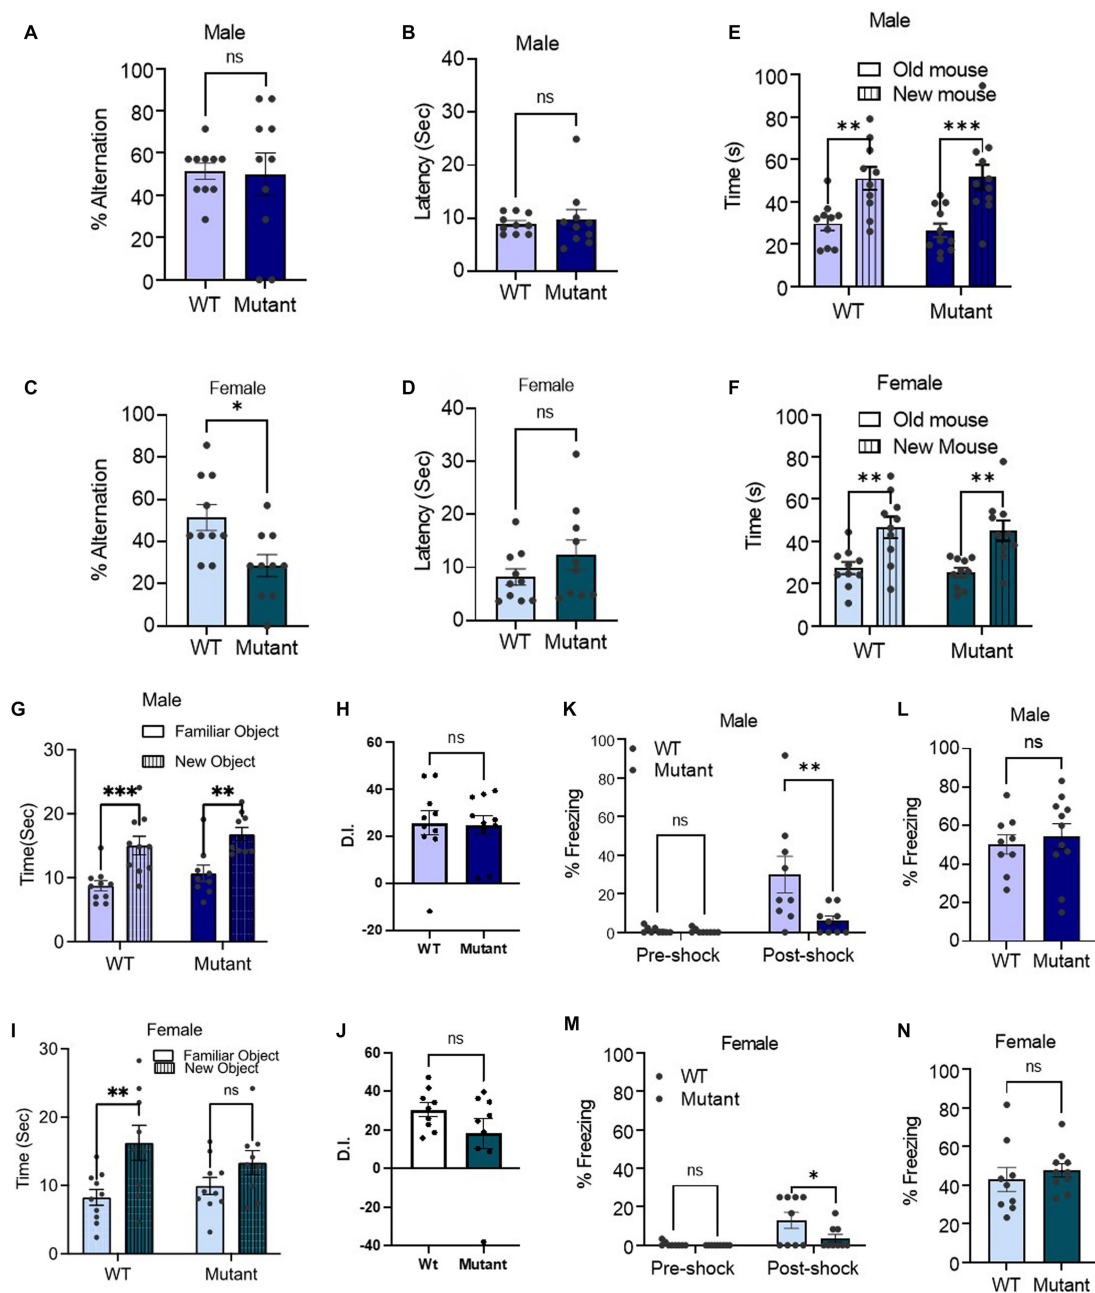 A
Male
ns
% Alternation
100
80
60
40
20
0
WT Mutant
B
Male
ns
Latency (Sec)
40
30
20
10
0
WT Mutant
E
Male
Old mouse
New mouse
** ***
Time (s)
100
80
60
40
20
0
WT Mutant
C
Female
*
% Alternation
100
80
60
40
20
0
WT Mutant
D
Female
ns
Latency (Sec)
40
30
20
10
0
WT Mutant
F
Female
Old mouse
New Mouse
** **
Time (s)
100
80
60
40
20
0
WT Mutant
G
Male
Familiar Object
New Object
*** **
Time(Sec)
30
20
10
0
WT Mutant
H
ns
D.I.
60
40
20
0
-20
WT Mutant
K
Male
WT
Mutant
ns **
% Freezing
100
80
60
40
20
0
Pre-shock Post-shock
L
Male
ns
% Freezing
100
80
60
40
20
0
WT Mutant
I
Female
Familiar Object
New Object
** ns
Time (Sec)
30
20
10
0
WT Mutant
J
ns
D.I.
60
40
20
0
-20
-40
Wt Mutant
M
Female
WT
Mutant
ns *
% Freezing
100
80
60
40
20
0
Pre-shock Post-shock
N
Female
ns
% Freezing
100
80
60
40
20
0
WT Mutant